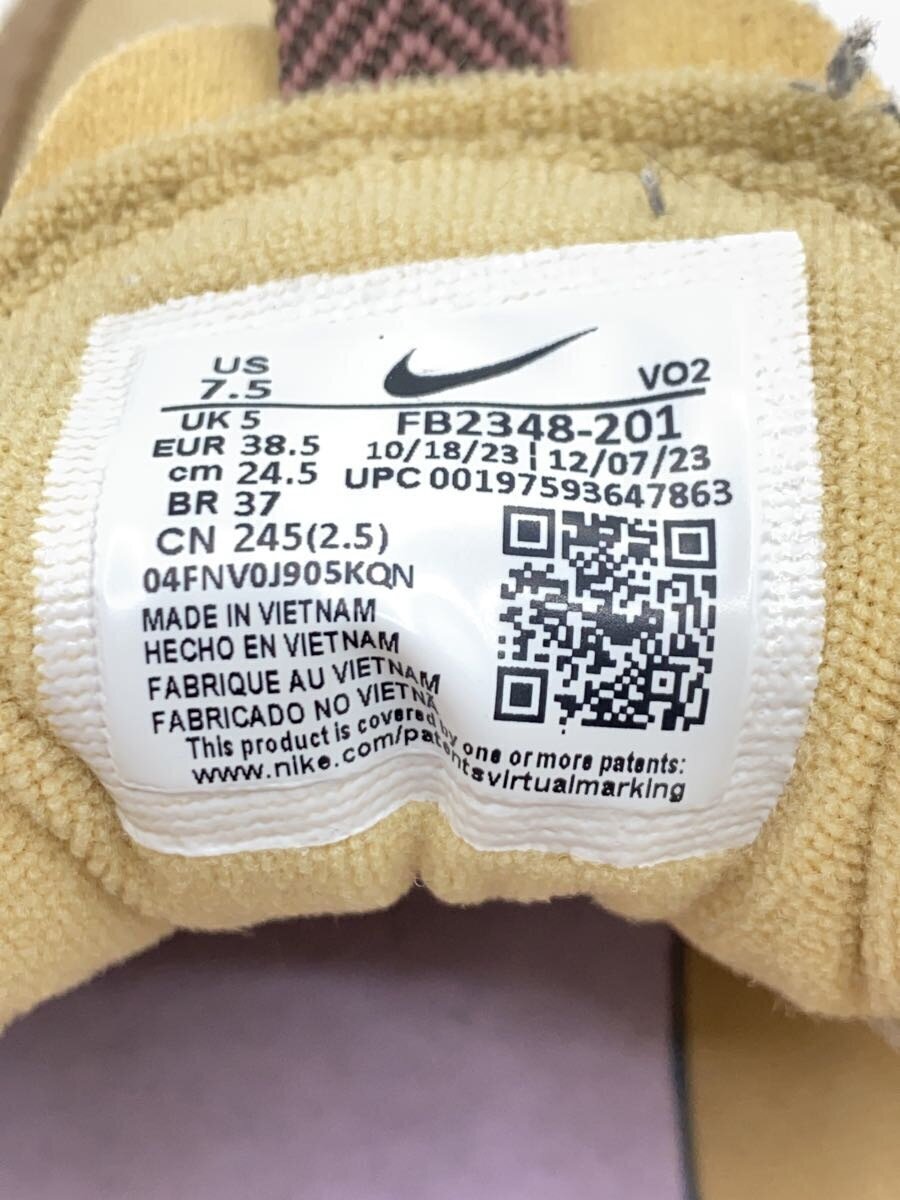 US
7.5
VO2
UK 5
EUR 38.5
cm 24.5
BR 37
CN 245(2.5)
FB2348-201
10/18/23 | 12/07/23
UPC 00197593647863
04FNV0J905KQN
MADE IN VIETNAM
HECHO EN VIETNAM
FABRIQUE AU VIETNAM
FABRICADO NO VIETNA
This product is covered by one or more patents:
www.nike.com/patentsvirtualmarking